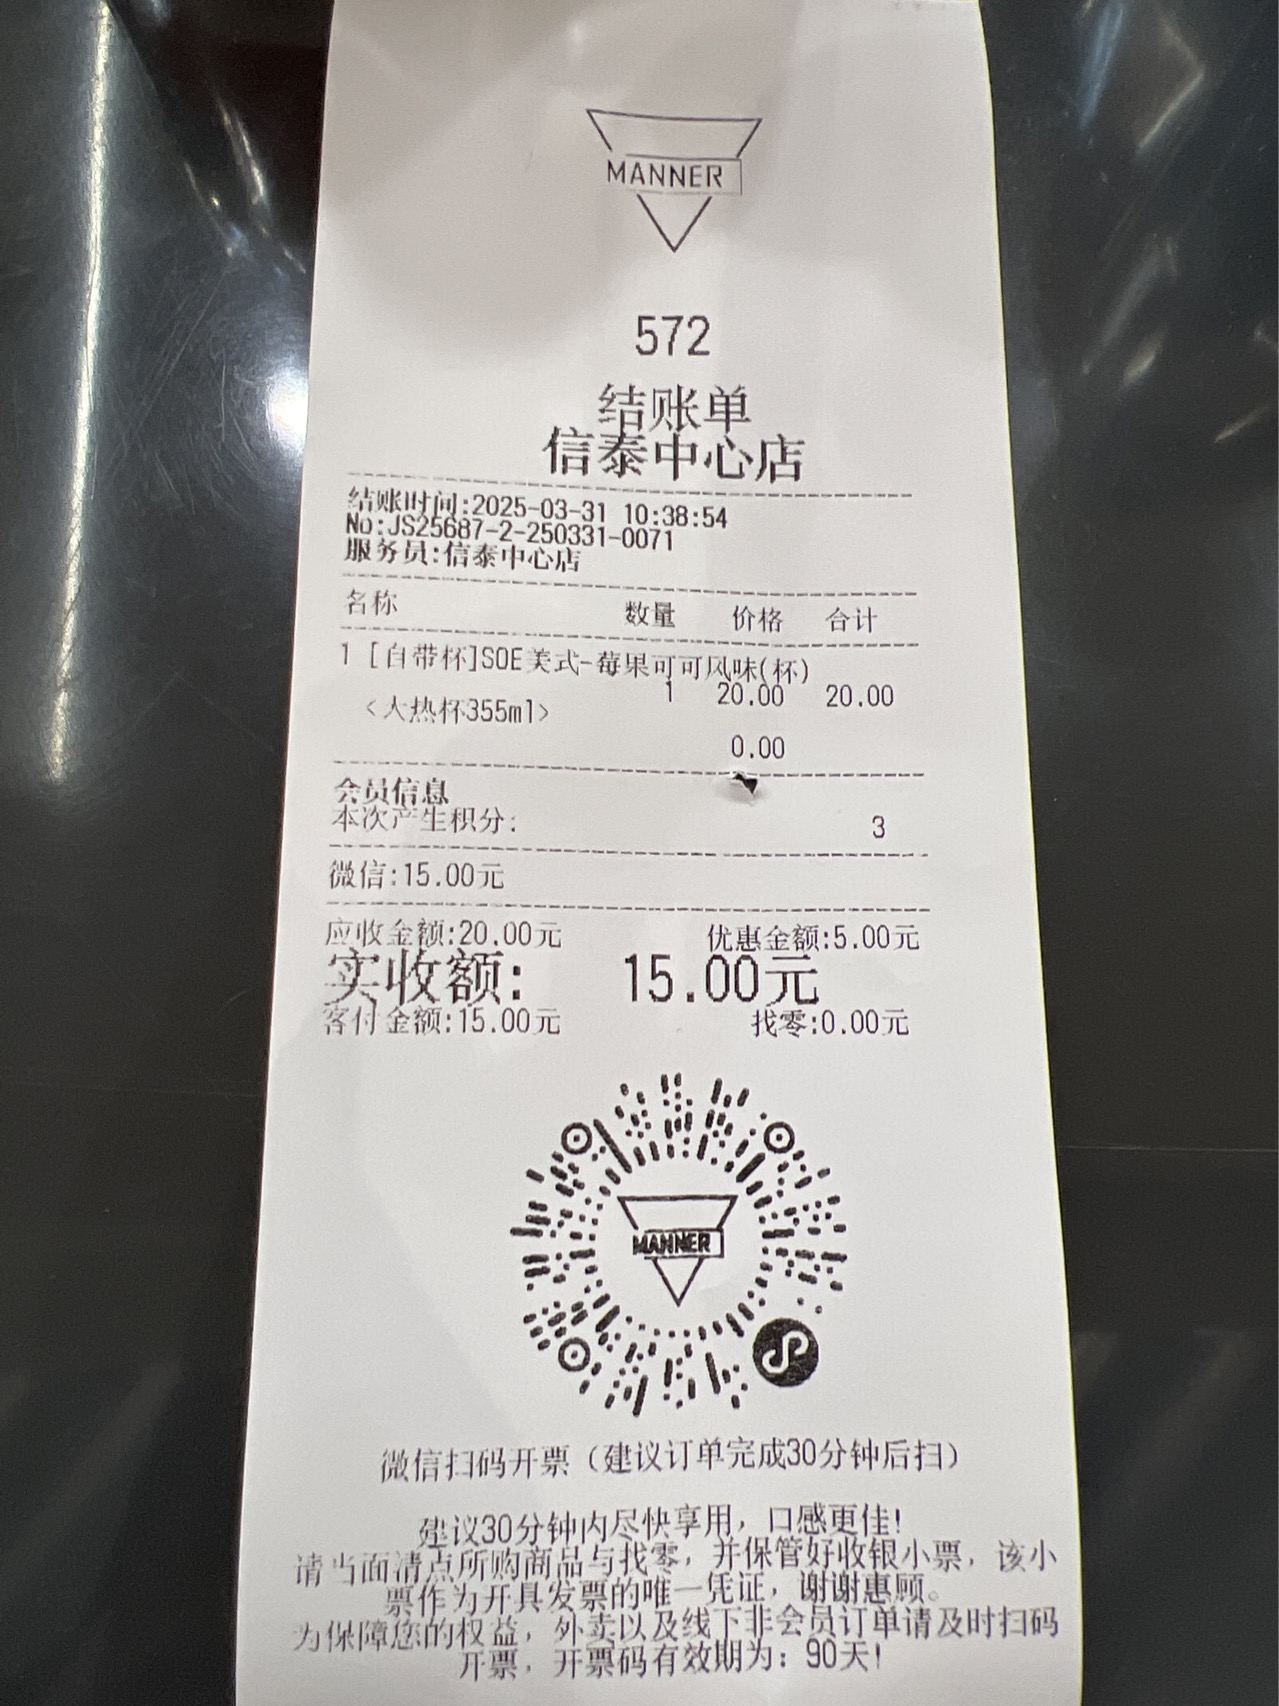 MANNER
572
结账单
信泰中心店
结账时间:2025-03-31 10:38:54
No:JS25687-2-250331-0071
服务员:信泰中心店
名称 数量 价格 合计
1 [自带杯]SOE美式-莓果可可风味(杯)
1 20.00 20.00
<大热杯355ml>
0.00
会员信息
本次产生积分: 3
微信:15.00元
应收金额:20.00元 优惠金额:5.00元
实收额: 15.00元
客付金额:15.00元 找零:0.00元
MANNER
微信扫码开票（建议订单完成30分钟后扫）
建议30分钟内尽快享用，口感更佳!
请当面清点所购商品与找零，并保管好收银小票，该小
票作为开具发票的唯一凭证，谢谢惠顾。
为保障您的权益，外卖以及线下非会员订单请及时扫码
开票，开票码有效期为：90天!